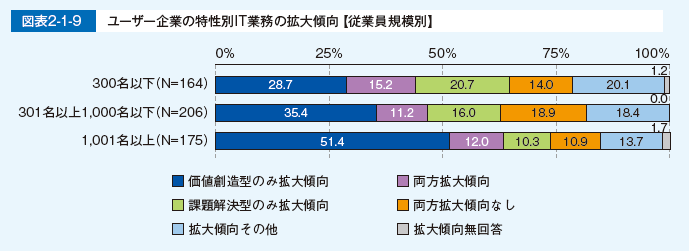 図表2-1-9 ユーザー企業の特性別IT業務の拡大傾向【従業員規模別】
0% 25% 50% 75% 100%
1.2
300名以下（N=164） 28.7 15.2 20.7 14.0 20.1
0.0
301名以上1,000名以下（N=206） 35.4 11.2 16.0 18.9 18.4
1.7
1,001名以上（N=175） 51.4 12.0 10.3 10.9 13.7
価値創造型のみ拡大傾向 両方拡大傾向
課題解決型のみ拡大傾向 両方拡大傾向なし
拡大傾向その他 拡大傾向無回答